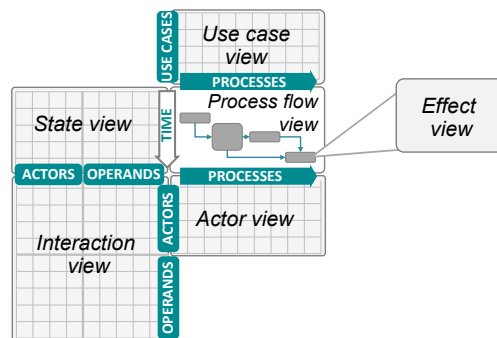 USE CASES
Use case
view
PROCESSES
State view
TIME
Process flow
view
Effect
view
ACTORS
OPERANDS
PROCESSES
Interaction
view
ACTORS
Actor view
OPERANDS